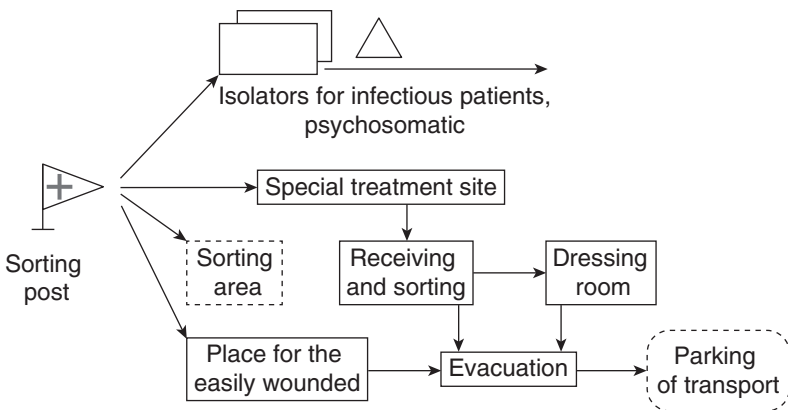 Isolators for infectious patients,
psychosomatic
Special treatment site
Sorting
post
Sorting
area
Receiving
and sorting
Dressing
room
Place for the
easily wounded
Evacuation
Parking
of transport